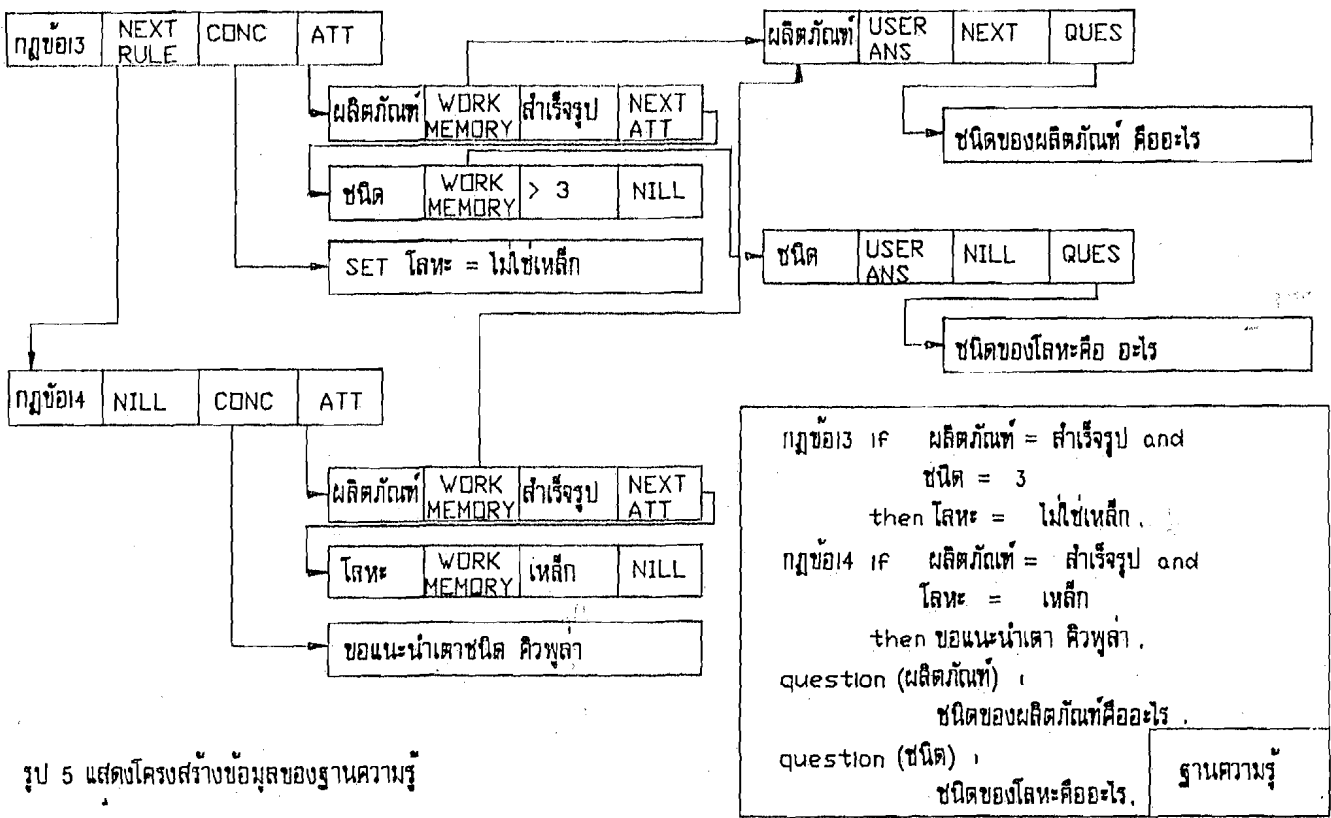 กฎข้อ13 NEXT RULE CONC ATT
ผลิตภัณฑ์ WORK MEMORY สำเร็จรูป NEXT ATT
ชนิด WORK MEMORY > 3 NILL
SET โลหะ = ไม่ใช่เหล็ก
ผลิตภัณฑ์ USER ANS NEXT QUES
ชนิดของผลิตภัณฑ์ คืออะไร
ชนิด USER ANS NILL QUES
ชนิดของโลหะคือ อะไร
กฎข้อ14 NILL CONC ATT
ผลิตภัณฑ์ WORK MEMORY สำเร็จรูป NEXT ATT
โลหะ WORK MEMORY เหล็ก NILL
ขอแนะนำเตาชนิด คิวพูล่า
กฎข้อ13 IF ผลิตภัณฑ์ = สำเร็จรูป and
ชนิด = 3
then โลหะ = ไม่ใช่เหล็ก .
กฎข้อ14 IF ผลิตภัณฑ์ = สำเร็จรูป and
โลหะ = เหล็ก
then ขอแนะนำเตา คิวพูล่า .
question (ผลิตภัณฑ์) ,
ชนิดของผลิตภัณฑ์คืออะไร .
question (ชนิด) ,
ชนิดของโลหะคืออะไร.
ฐานความรู้
รูป 5 แสดงโครงสร้างข้อมูลของฐานความรู้